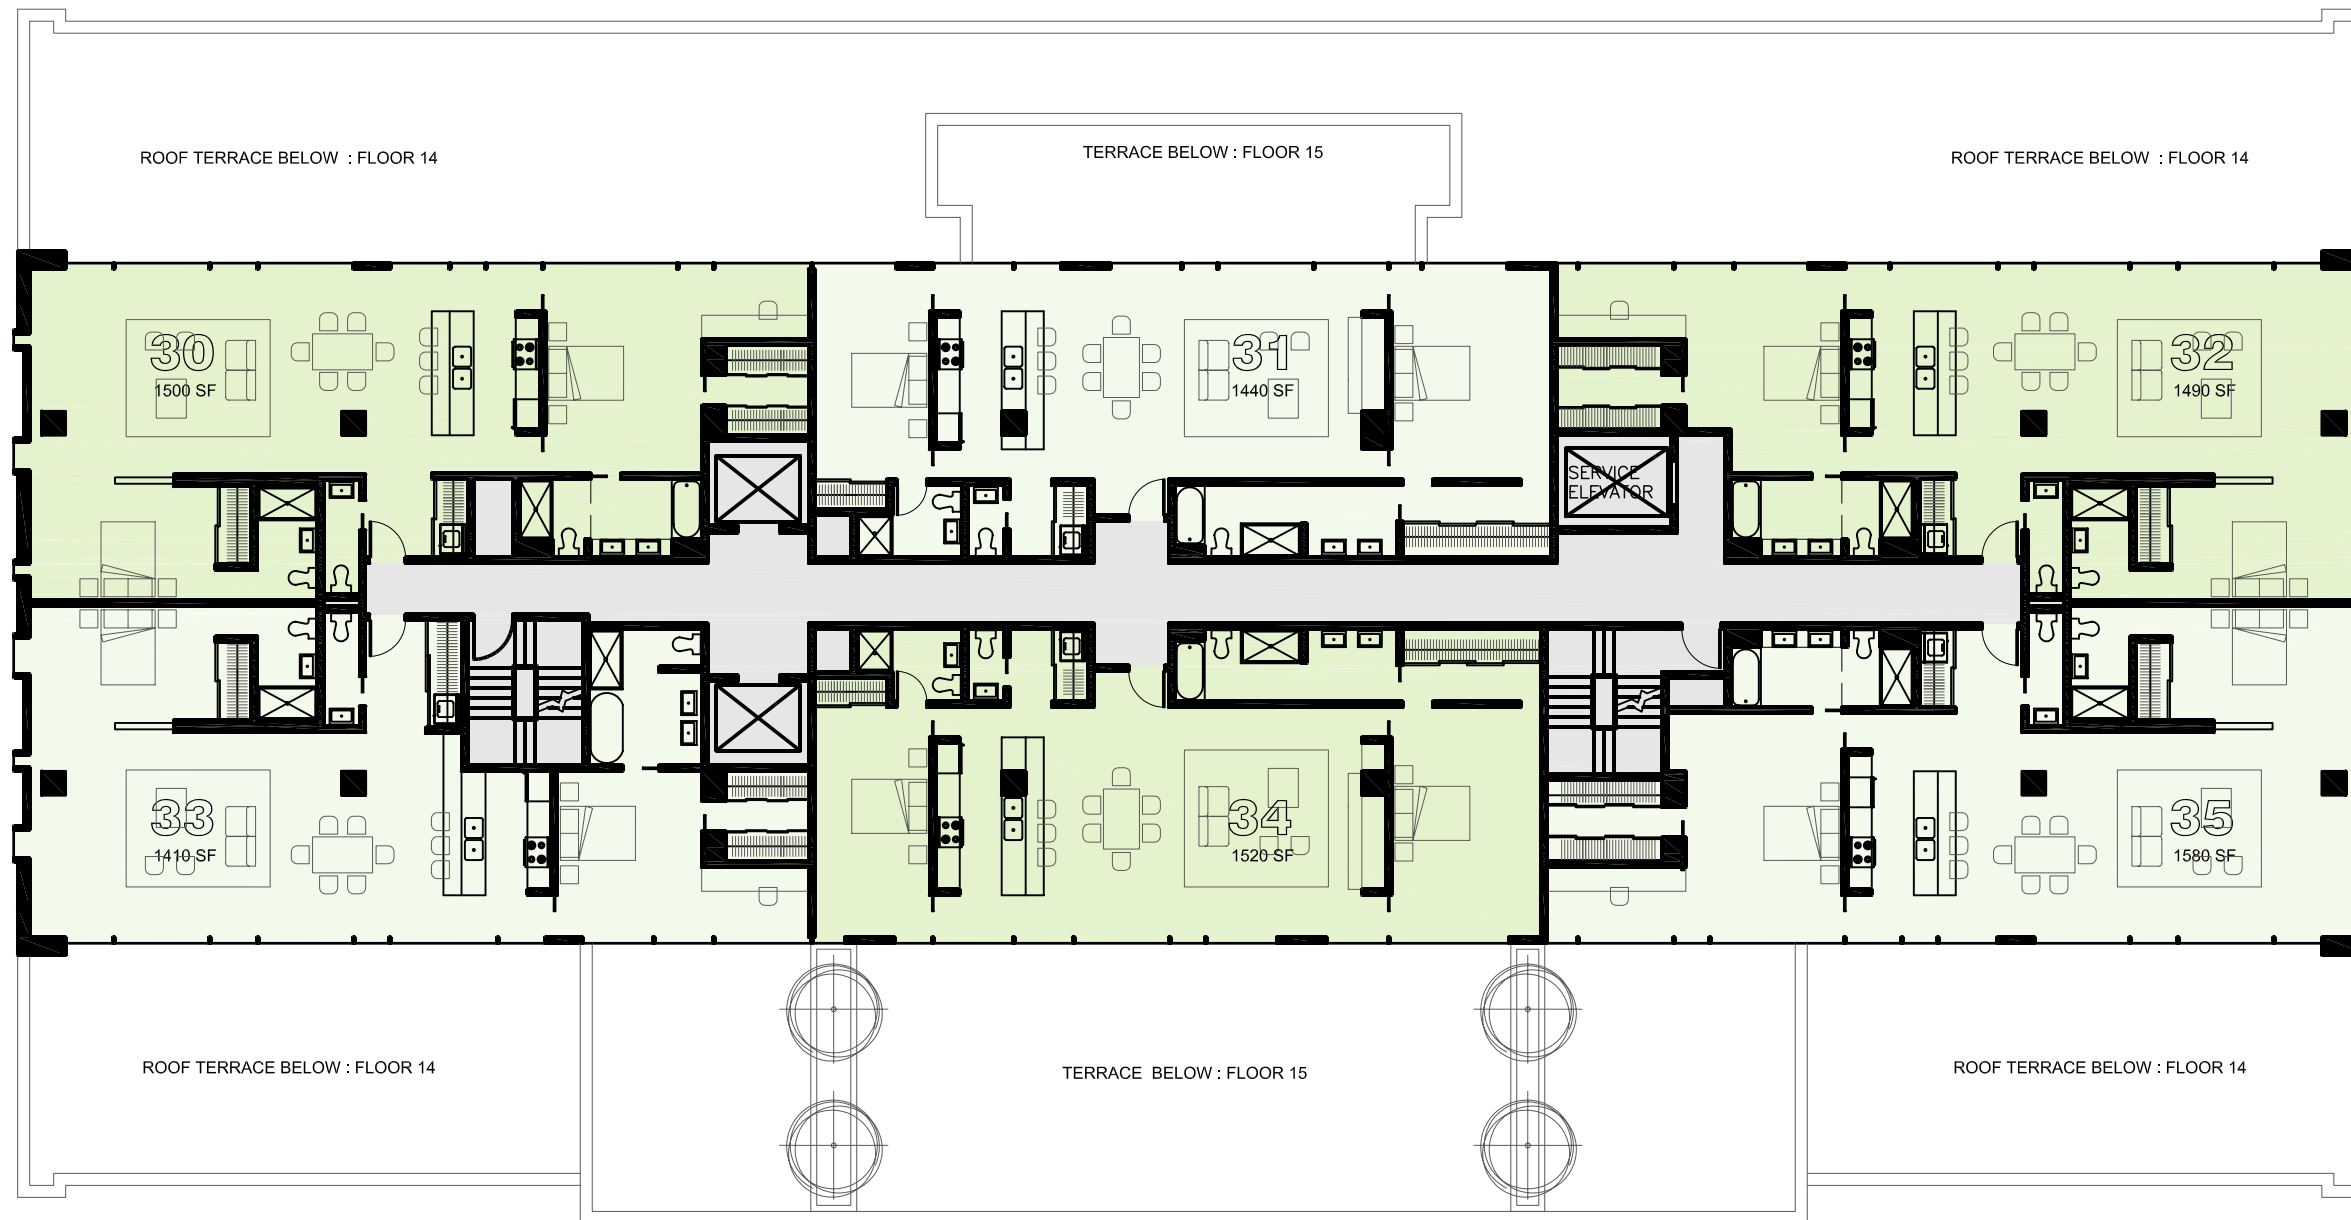 TERRACE BELOW : FLOOR 15
ROOF TERRACE BELOW : FLOOR 14
ROOF TERRACE BELOW : FLOOR 14
30
1500 SF
31
1440 SF
32
1490 SF
SERVICE
ELEVATOR
33
1410 SF
34
1520 SF
35
1580 SF
ROOF TERRACE BELOW : FLOOR 14
TERRACE BELOW : FLOOR 15
ROOF TERRACE BELOW : FLOOR 14